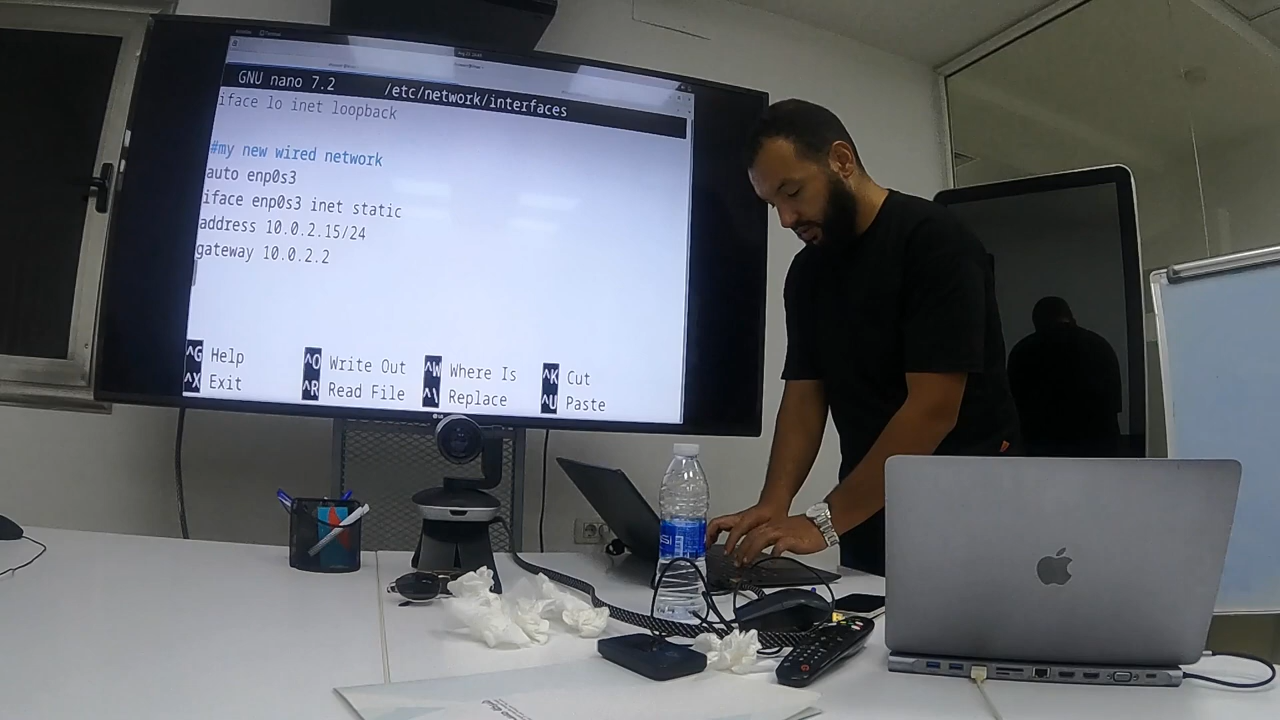 GNU nano 7.2 /etc/network/interfaces
iface lo inet loopback
#my new wired network
auto enp0s3
iface enp0s3 inet static
address 10.0.2.15/24
gateway 10.0.2.2
^G Help ^O Write Out ^W Where Is ^K Cut
^X Exit ^R Read File ^\ Replace ^U Paste
LG